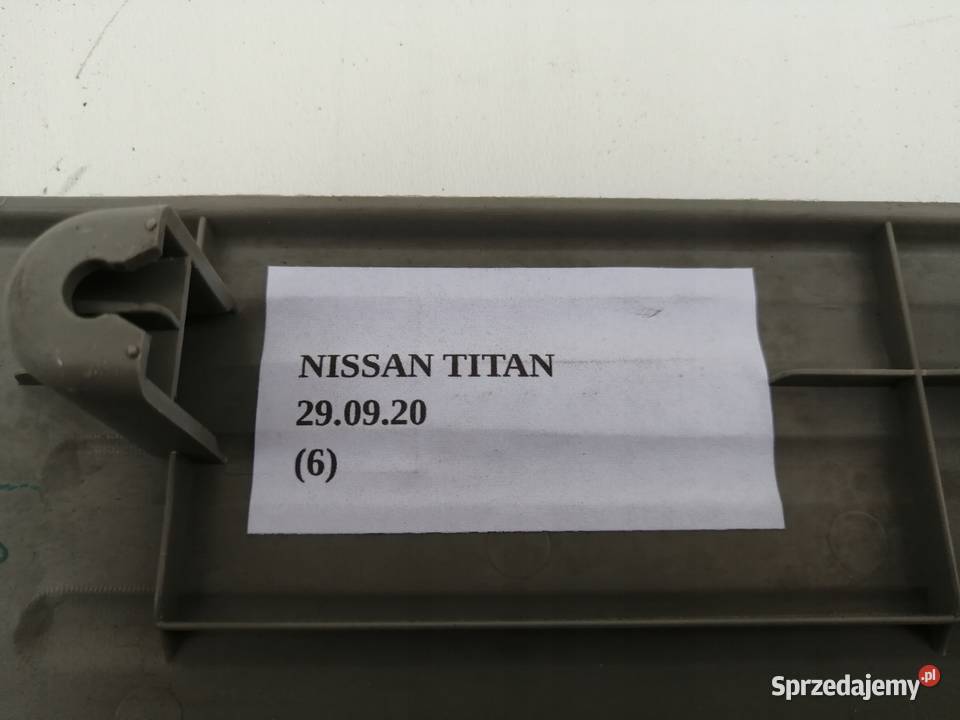 NISSAN TITAN
29.09.20
(6)
Sprzedajemy.pl